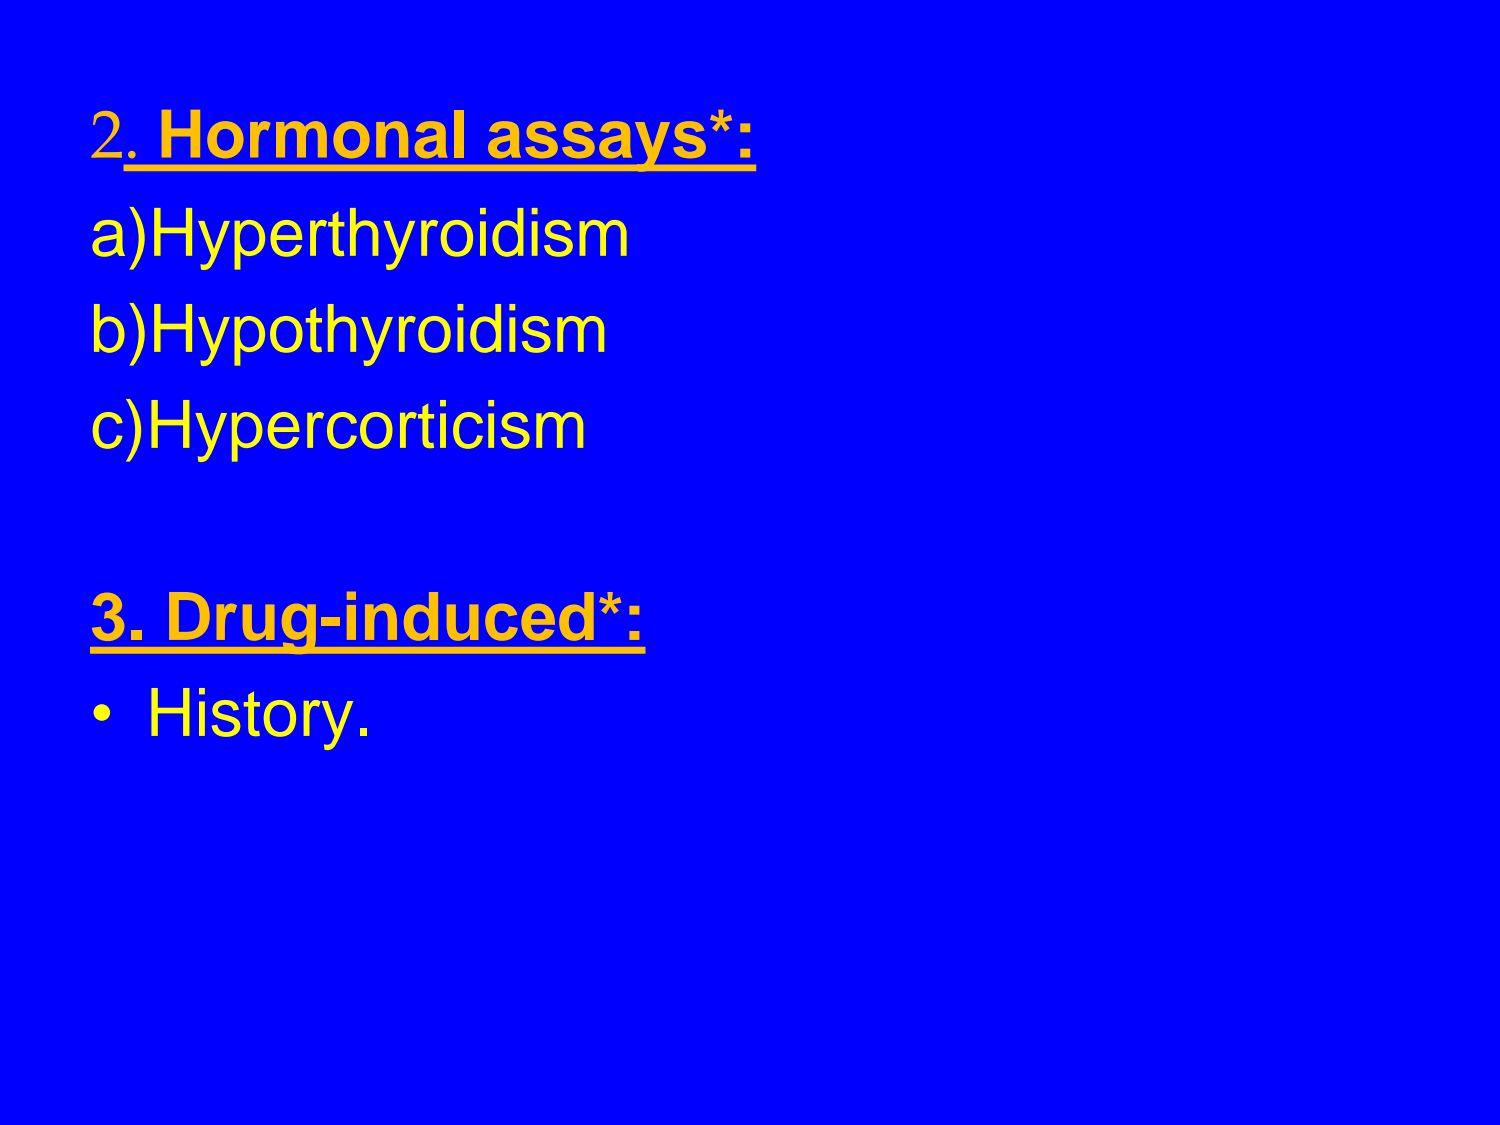 2. Hormonal assays*:
a)Hyperthyroidism
b)Hypothyroidism
c)Hypercorticism
3. Drug-induced*:
• History.